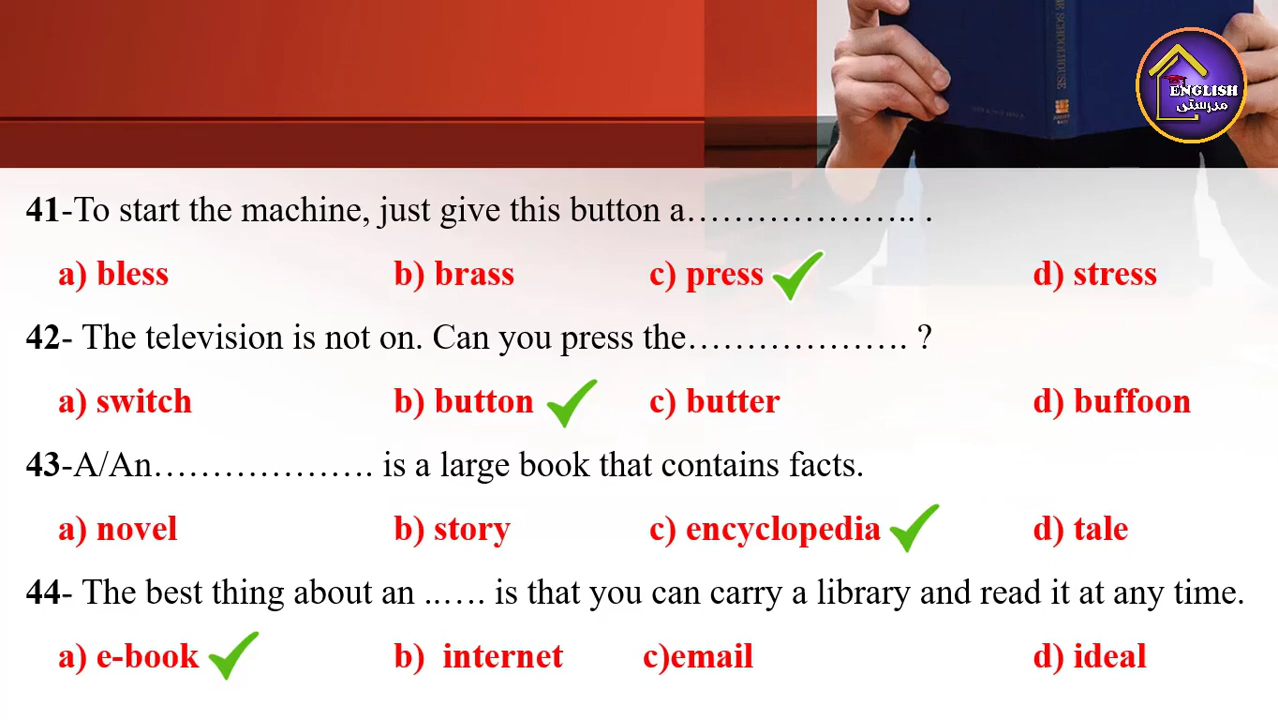 ENGLISH
مدرستى
41-To start the machine, just give this button a………………….. .
a) bless b) brass c) press d) stress
42- The television is not on. Can you press the………………. ?
a) switch b) button c) butter d) buffoon
43-A/An………………. is a large book that contains facts.
a) novel b) story c) encyclopedia d) tale
44- The best thing about an ..…. is that you can carry a library and read it at any time.
a) e-book b) internet c)email d) ideal